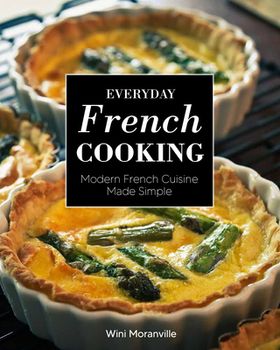 EVERYDAY
French
COOKING
Modern French Cuisine
Made Simple
Wini Moranville